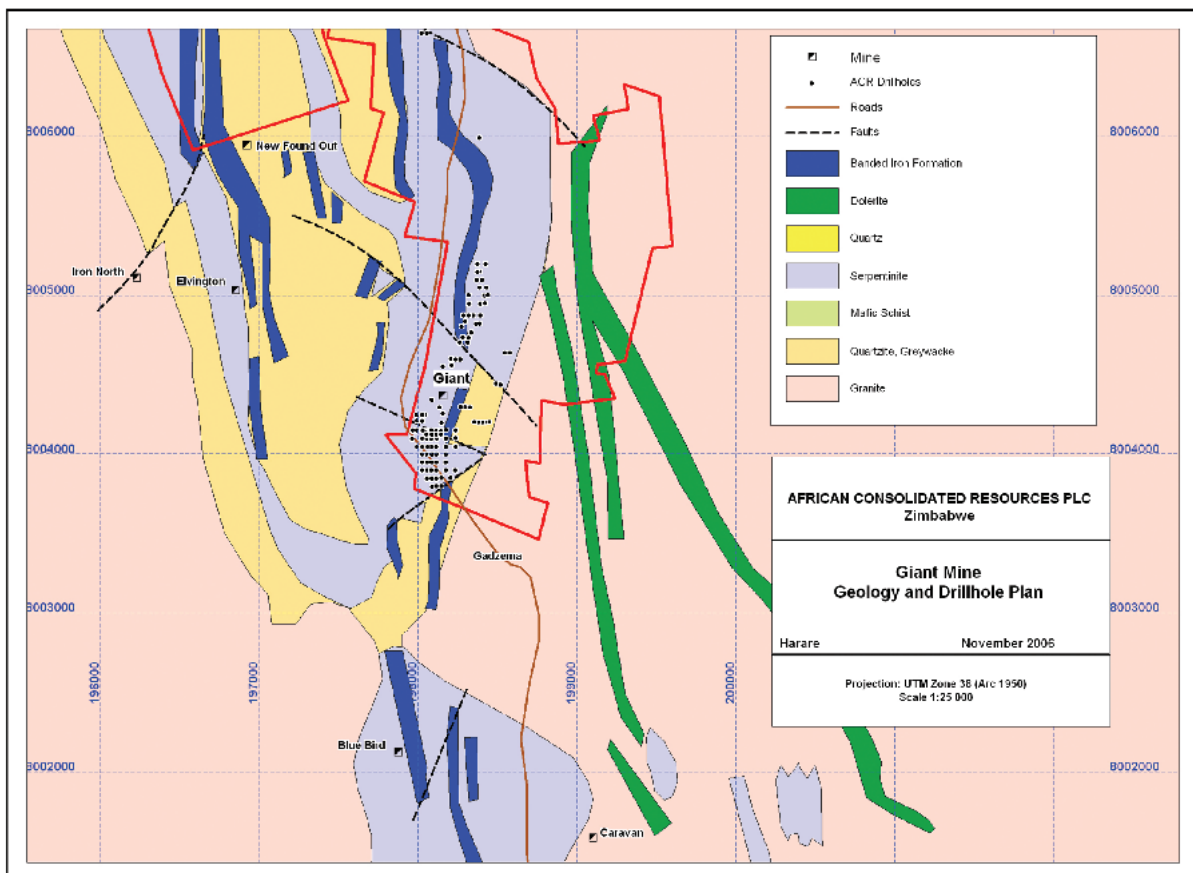 Mine
ACR Drillholes
Roads
Faults
Banded Iron Formation
Dolerite
Quartz
Serpentinite
Mafic Schist
Quartzite, Greywacke
Granite
8006000
8006000
New Found Out
Iron North
Elvington
8005000
8005000
Giant
8004000
8004000
Gadzema
8003000
8003000
196000
197000
198000
199000
200000
Blue Bird
8002000
8002000
Caravan
AFRICAN CONSOLIDATED RESOURCES PLC
Zimbabwe
Giant Mine
Geology and Drillhole Plan
Harare November 2006
Projection: UTM Zone 36 (Arc 1950)
Scale 1:25 000